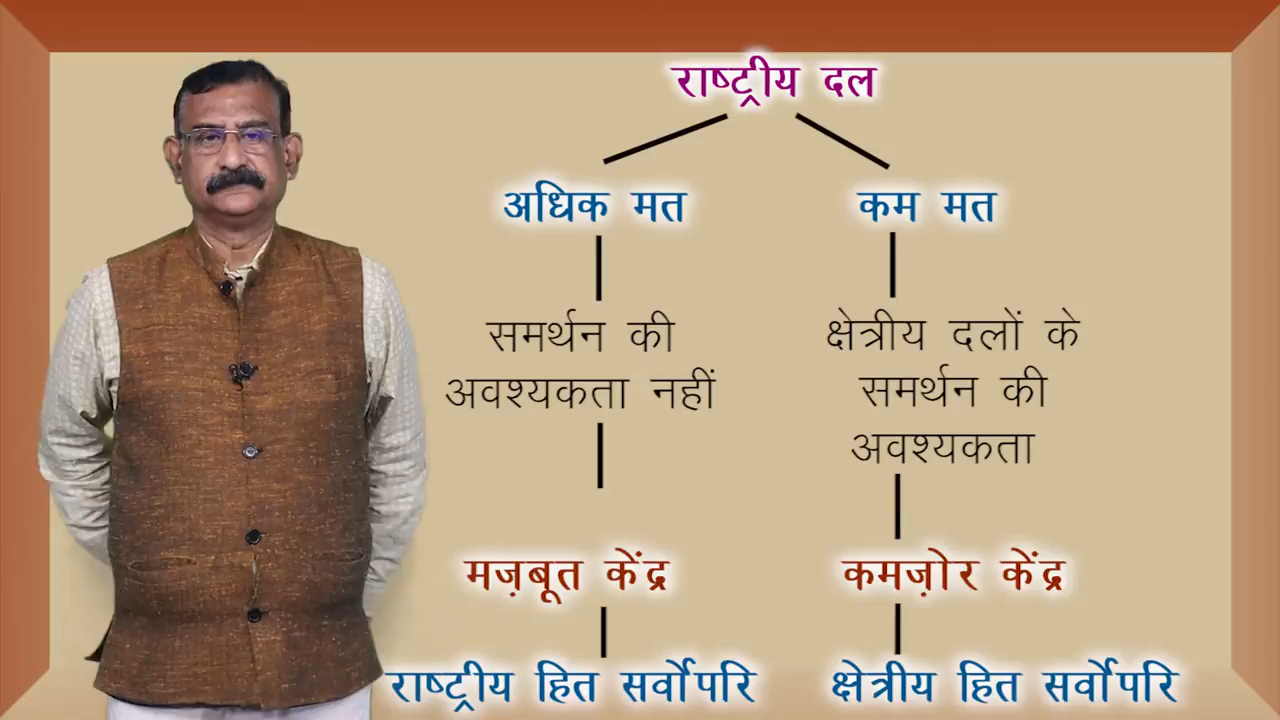 राष्ट्रीय दल
अधिक मत
कम मत
समर्थन की
अवश्यकता नहीं
क्षेत्रीय दलों के
समर्थन की
अवश्यकता
मज़बूत केंद्र
कमज़ोर केंद्र
राष्ट्रीय हित सर्वोपरि
क्षेत्रीय हित सर्वोपरि